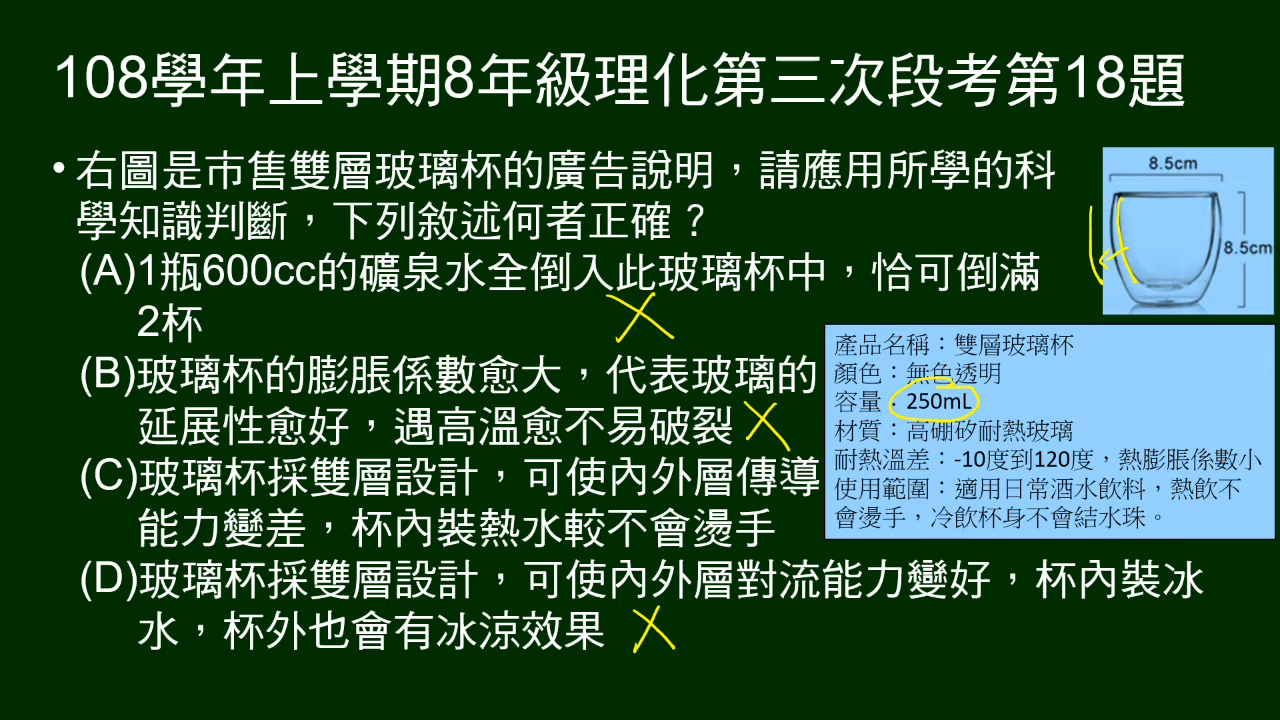 108學年上學期8年級理化第三次段考第18題
•右圖是市售雙層玻璃杯的廣告說明，請應用所學的科
學知識判斷，下列敘述何者正確？
(A)1瓶600cc的礦泉水全倒入此玻璃杯中，恰可倒滿
2杯
(B)玻璃杯的膨脹係數愈大，代表玻璃的
延展性愈好，遇高溫愈不易破裂
(C)玻璃杯採雙層設計，可使內外層傳導
能力變差，杯內裝熱水較不會燙手
(D)玻璃杯採雙層設計，可使內外層對流能力變好，杯內裝冰
水，杯外也會有冰涼效果
8.5cm
8.5cm
產品名稱：雙層玻璃杯
顏色：無色透明
容量：250mL
材質：高硼矽耐熱玻璃
耐熱溫差：-10度到120度，熱膨脹係數小
使用範圍：適用日常酒水飲料，熱飲不
會燙手，冷飲杯身不會結水珠。